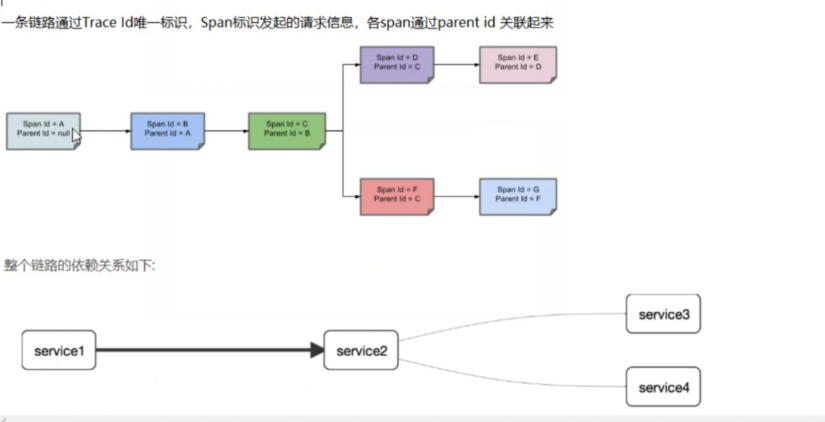 一条链路通过Trace Id唯一标识，Span标识发起的请求信息，各span通过parent id 关联起来
Span Id = D
Parent Id = C
Span Id = E
Parent Id = D
Span Id = A
Parent Id = null
Span Id = B
Parent Id = A
Span Id = C
Parent Id = B
Span Id = F
Parent Id = C
Span Id = G
Parent Id = F
整个链路的依赖关系如下:
service3
service1
service2
service4